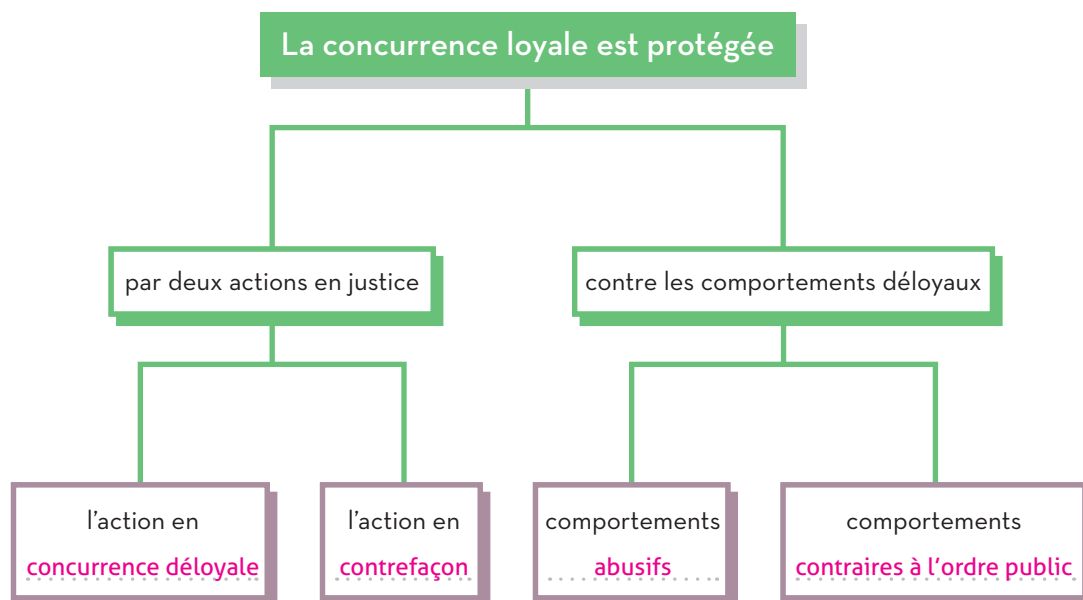 La concurrence loyale est protégée
par deux actions en justice
contre les comportements déloyaux
l’action en
concurrence déloyale
l’action en
contrefaçon
comportements
abusifs
comportements
contraires à l’ordre public